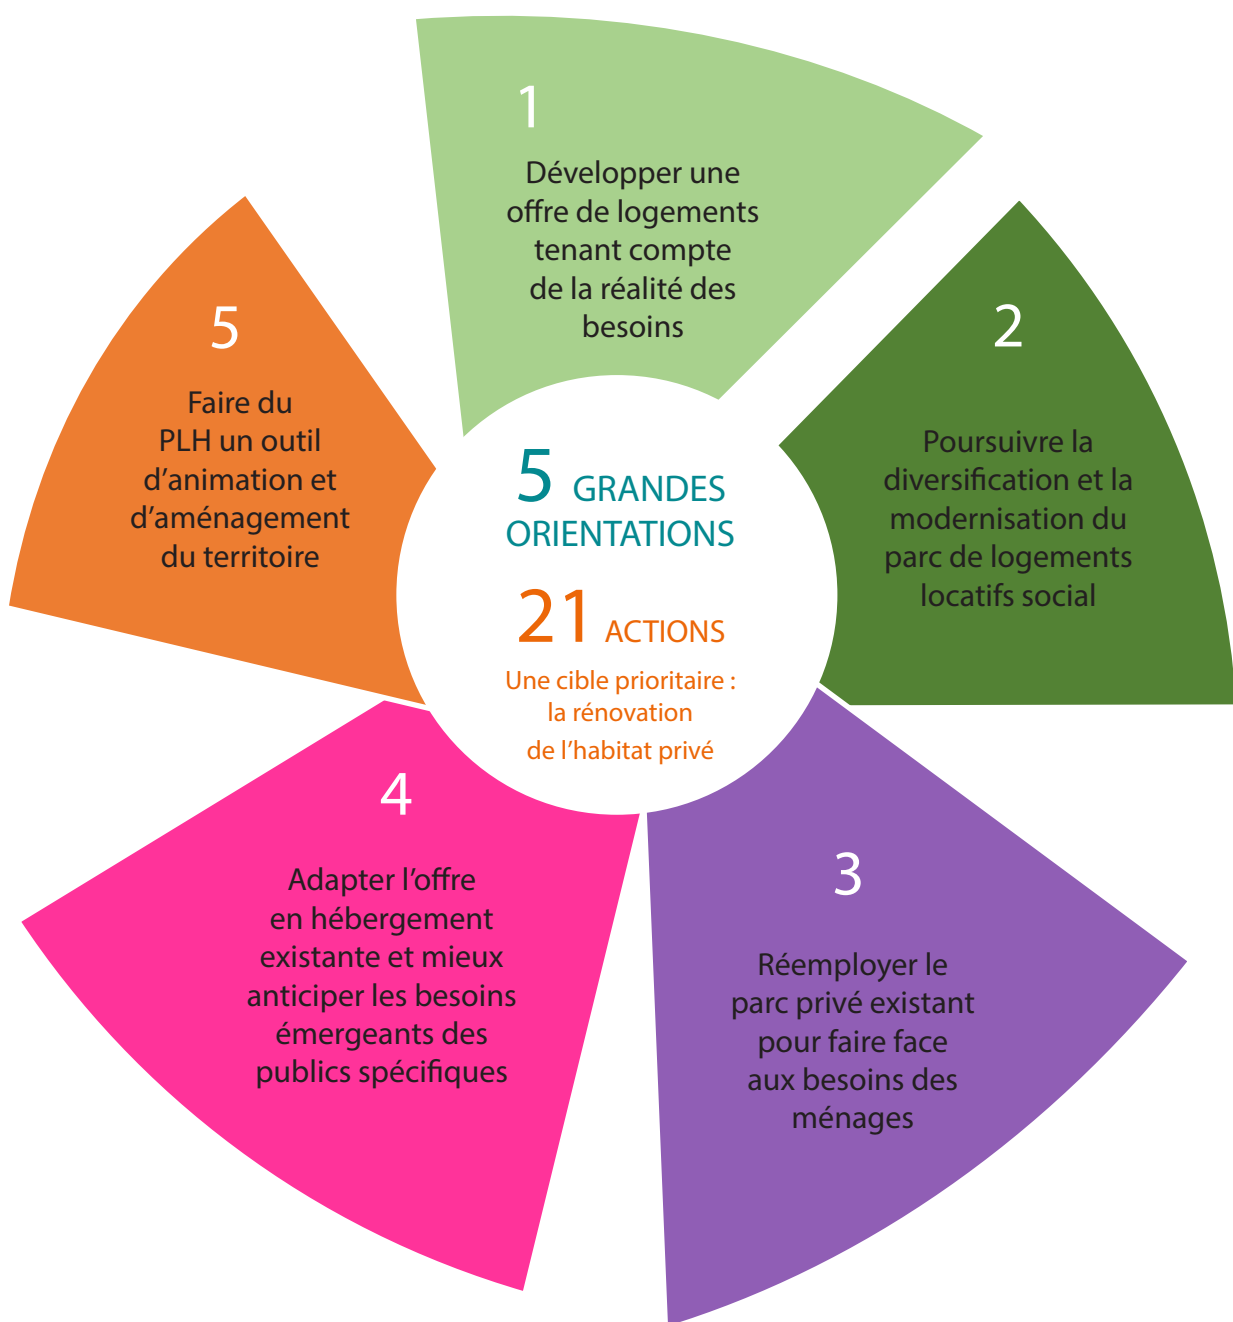 1
Développer une
offre de logements
tenant compte
de la réalité des
besoins
2
Poursuivre la
diversification et la
modernisation du
parc de logements
locatifs social
3
Réemployer le
parc privé existant
pour faire face
aux besoins des
ménages
4
Adapter l’offre
en hébergement
existante et mieux
anticiper les besoins
émergeants des
publics spécifiques
5
Faire du
PLH un outil
d’animation et
d’aménagement
du territoire
5 GRANDES
ORIENTATIONS
21 ACTIONS
Une cible prioritaire :
la rénovation
de l’habitat privé